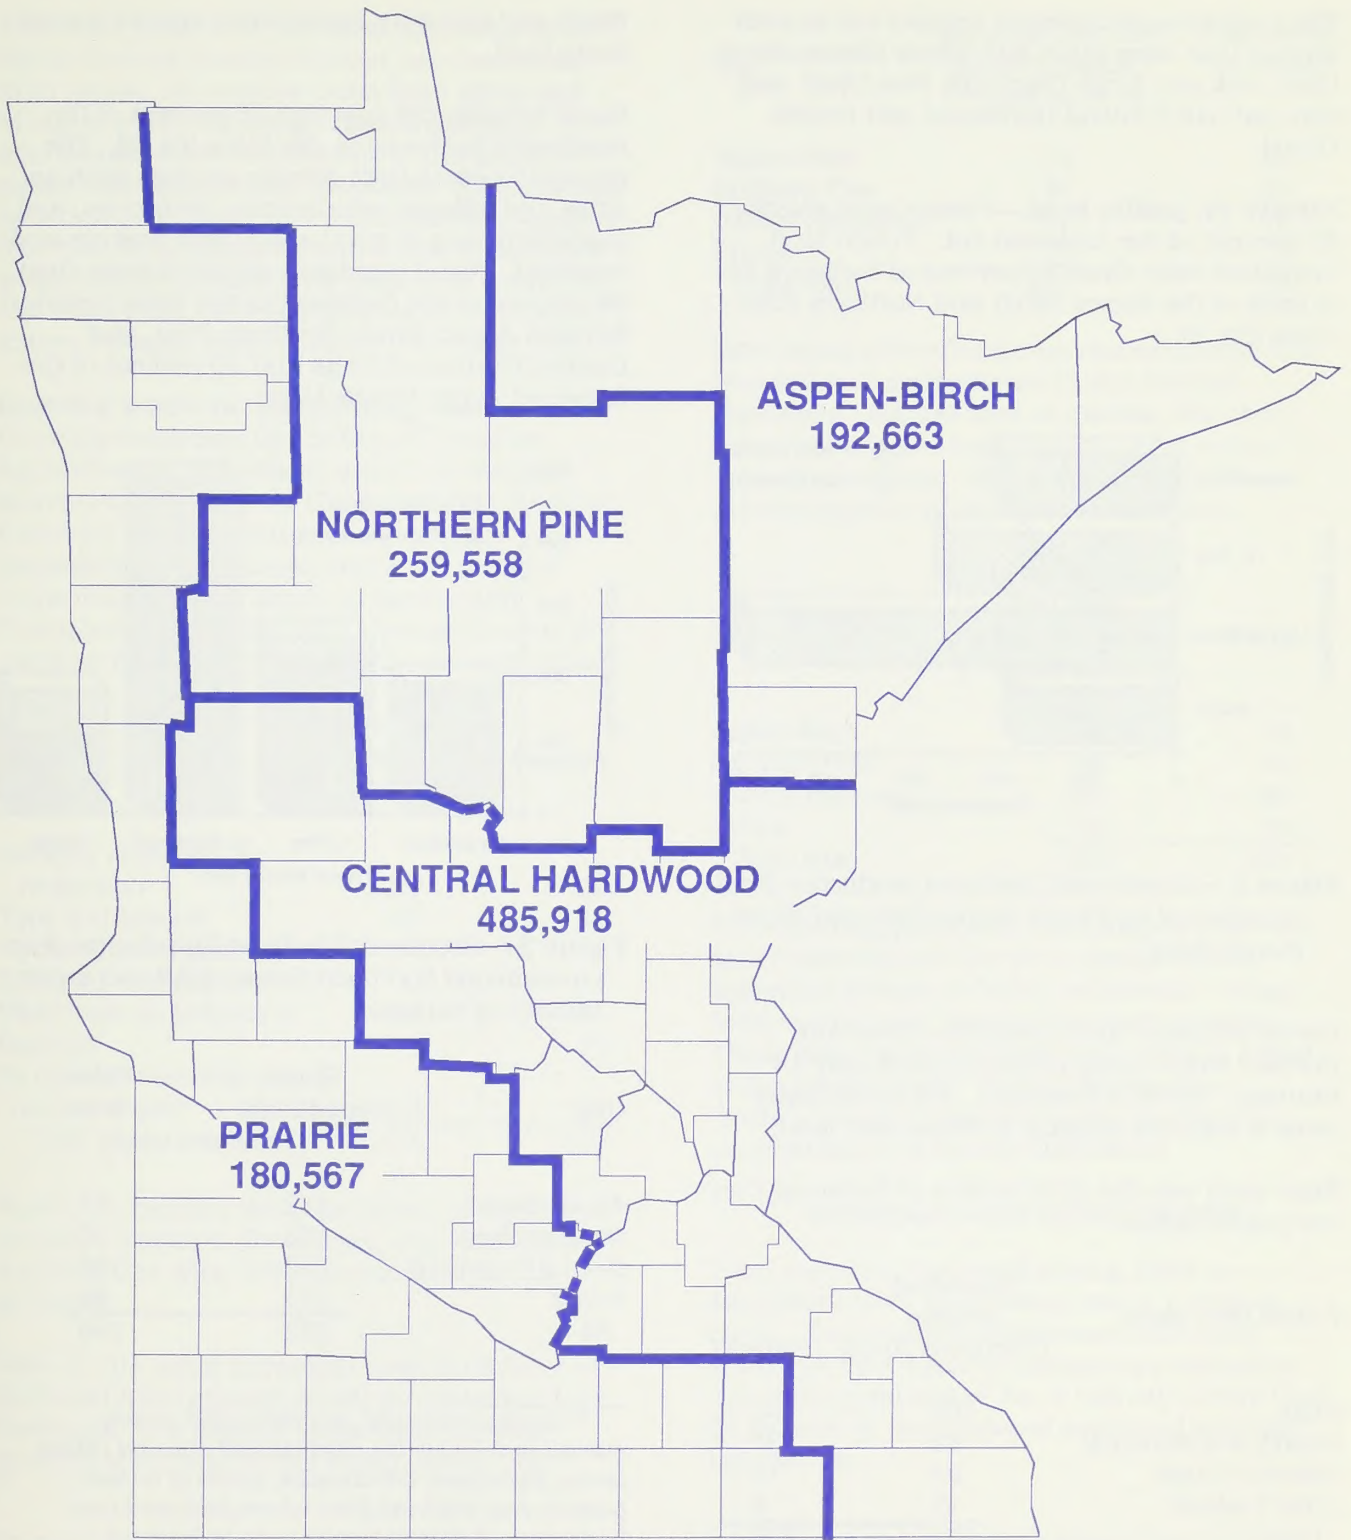 ASPEN-BIRCH
192,663
NORTHERN PINE
259,558
CENTRAL HARDWOOD
485,918
PRAIRIE
180,567